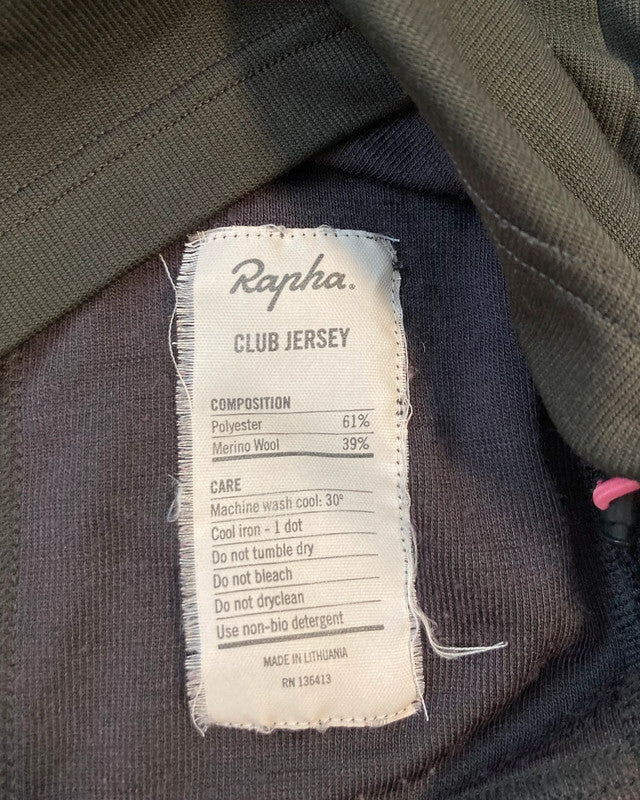 Rapha.
CLUB JERSEY
COMPOSITION
Polyester 61%
Merino Wool 39%
CARE
Machine wash cool: 30°
Cool iron - 1 dot
Do not tumble dry
Do not bleach
Do not dryclean
Use non-bio detergent
MADE IN LITHUANIA
RN 136413